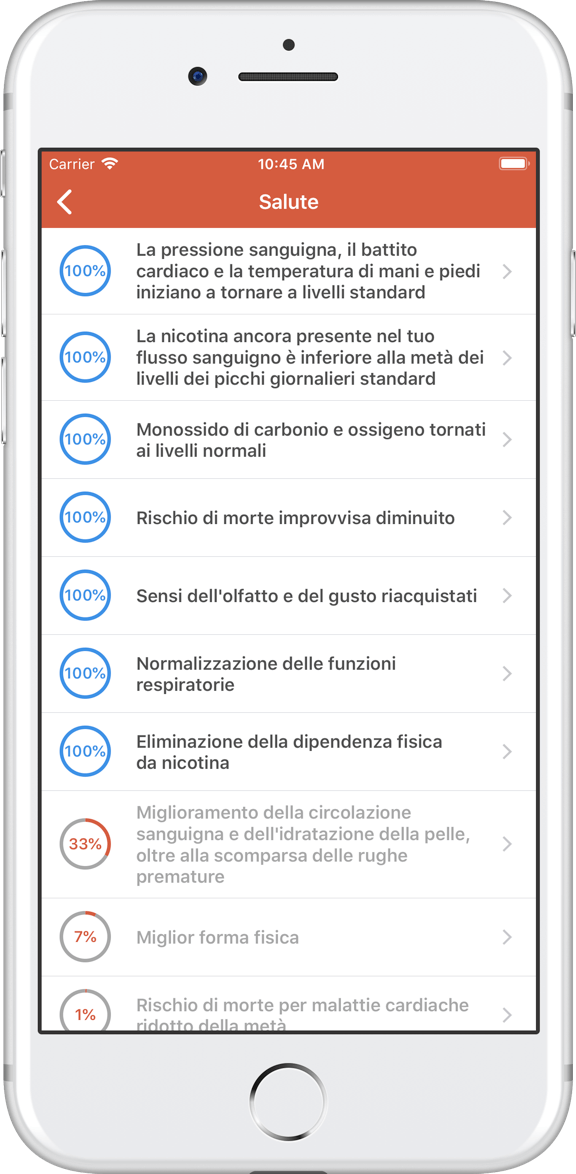 Carrier
10:45 AM
Salute
100%
La pressione sanguigna, il battito
cardiaco e la temperatura di mani e piedi
iniziano a tornare a livelli standard
100%
La nicotina ancora presente nel tuo
flusso sanguigno è inferiore alla metà dei
livelli dei picchi giornalieri standard
100%
Monossido di carbonio e ossigeno tornati
ai livelli normali
100%
Rischio di morte improvvisa diminuito
100%
Sensi dell'olfatto e del gusto riacquistati
100%
Normalizzazione delle funzioni
respiratorie
100%
Eliminazione della dipendenza fisica
da nicotina
33%
Miglioramento della circolazione
sanguigna e dell'idratazione della pelle,
oltre alla scomparsa delle rughe
premature
7%
Miglior forma fisica
1%
Rischio di morte per malattie cardiache
ridotto della metà